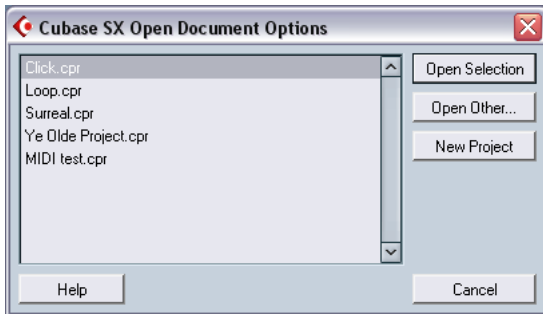 Cubase SX Open Document Options
Click.cpr
Loop.cpr
Surreal.cpr
Ye Olde Project.cpr
MIDI test.cpr
Open Selection
Open Other...
New Project
Help
Cancel